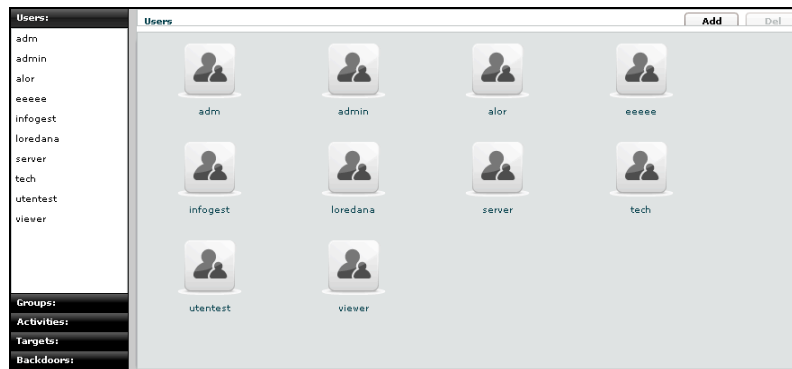 Users:
adm
admin
alor
eeeee
infogest
loredana
server
tech
utentest
viewer
Groups:
Activities:
Targets:
Backdoors:
Users
Add Del
adm admin alor eeeee
infogest loredana server tech
utentest viewer